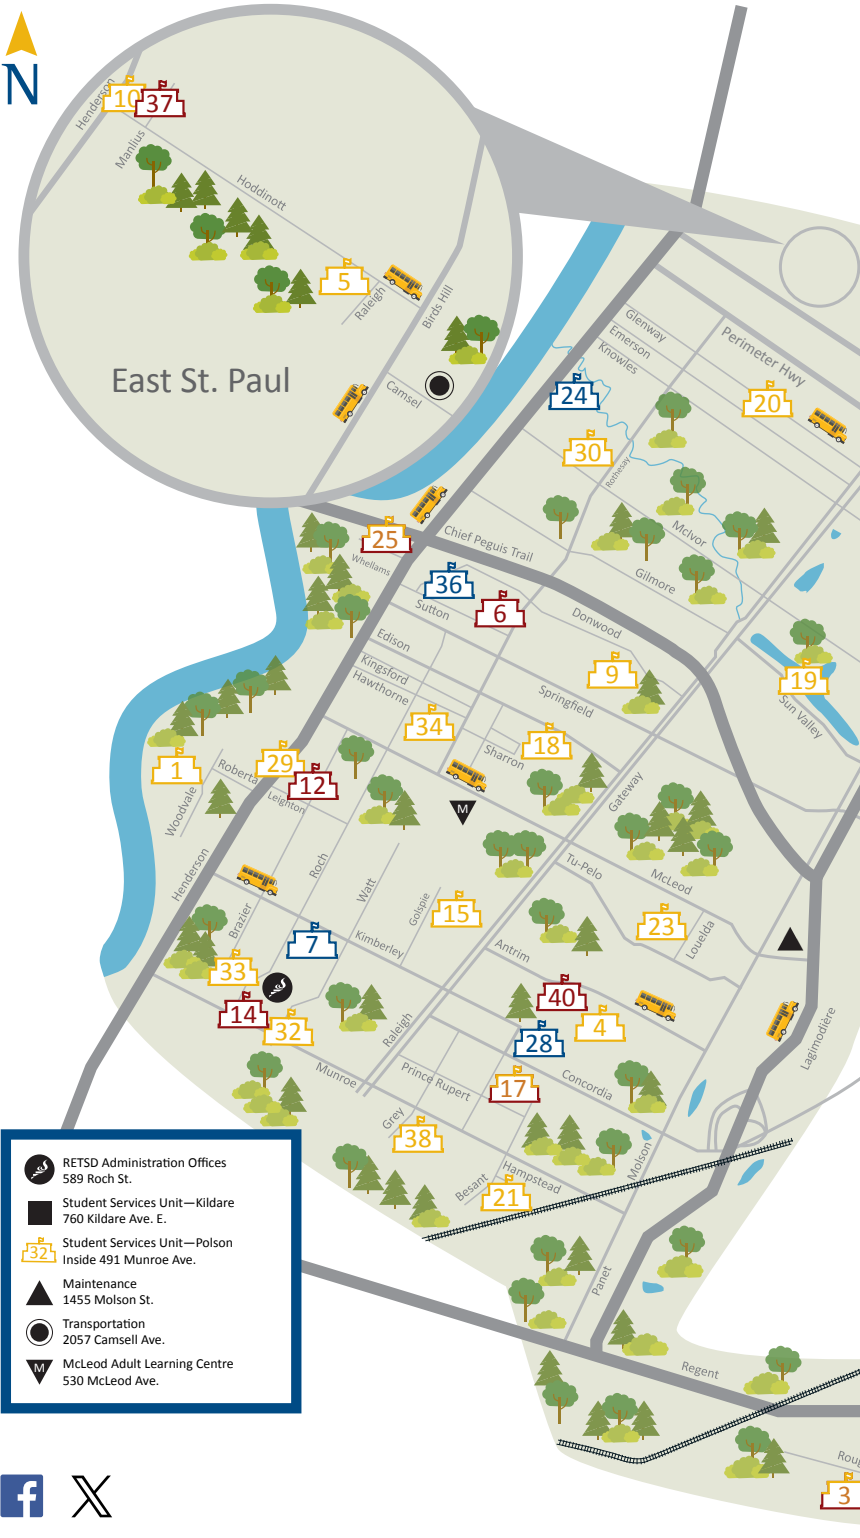 N
Henderson
10
37
Manlius
Hoddinott
5
Raleigh
Birds Hill
East St. Paul
Camsel
Glenway
Emerson
Knowles
Perimeter Hwy
24
20
30
Rothesay
25
Chief Peguis Trail
McIvor
Whellams
36
Gilmore
Sutton
6
Donwood
Edison
9
19
Kingsford
Hawthorne
Springfield
Sun Valley
34
18
1
Roberta
29
Sharron
12
Leighton
M
Gateway
Woodvale
Henderson
Roch
Tu-Pelo
McLeod
Watt
Golspie
15
23
Brazier
7
Kimberley
Louelda
Antrim
33
40
14
32
4
Raleigh
28
Lagimodière
Munroe
Prince Rupert
17
Concordia
Grey
38
Molson
Hampstead
Besant
21
Panet
Regent
Roug
3
RETSD Administration Offices
589 Roch St.
Student Services Unit—Kildare
760 Kildare Ave. E.
32
Student Services Unit—Polson
Inside 491 Munroe Ave.
Maintenance
1455 Molson St.
Transportation
2057 Camsell Ave.
M
McLeod Adult Learning Centre
530 McLeod Ave.